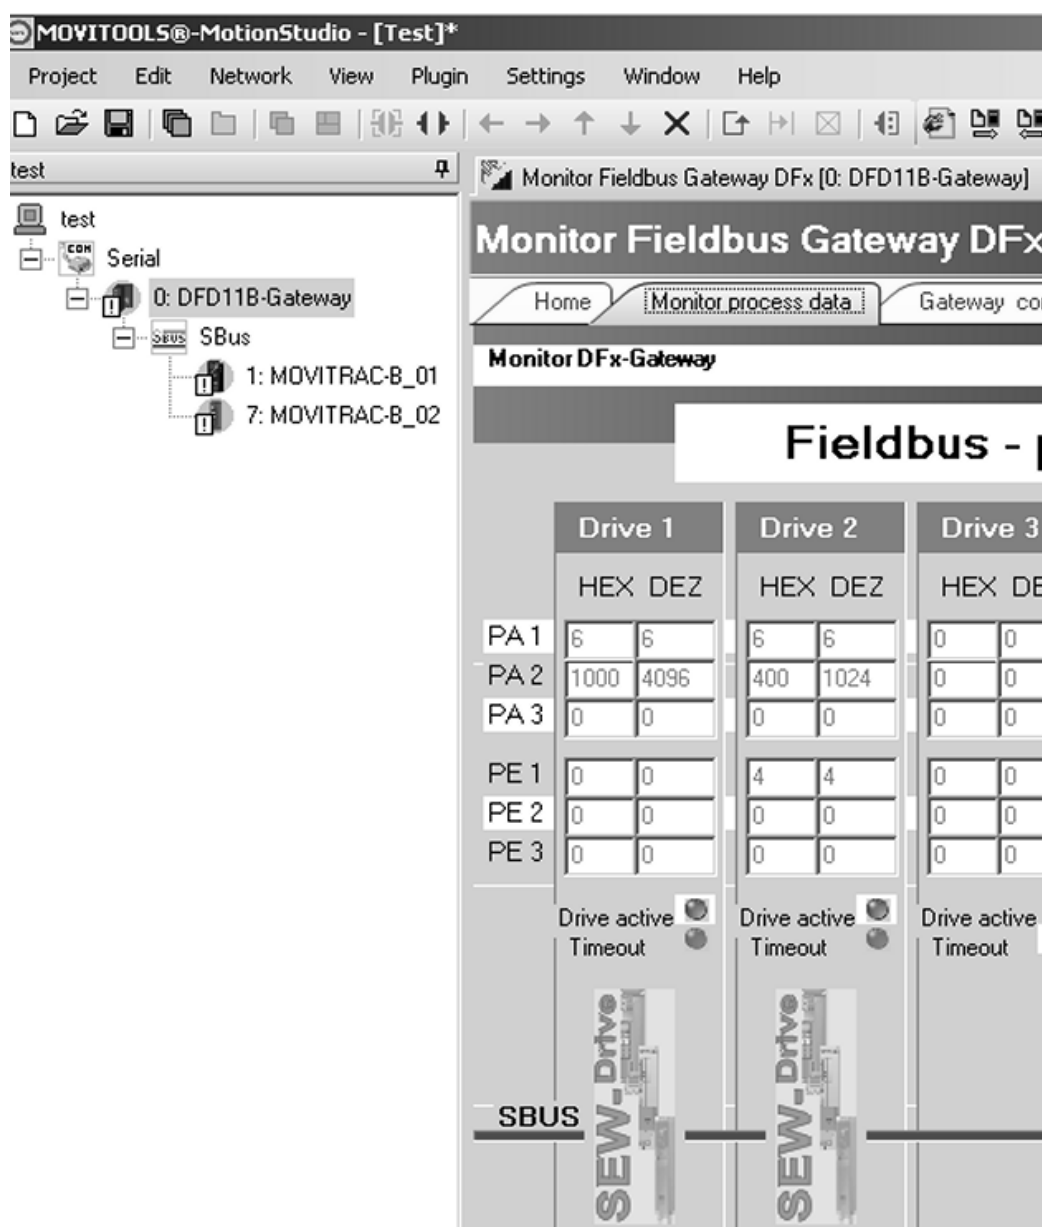 MOVITOOLS®-MotionStudio - [Test]*
Project Edit Network View Plugin Settings Window Help
test
Monitor Fieldbus Gateway DFx [0: DFD11B-Gateway]
test
COM
Serial
0: DFD11B-Gateway
SBUS SBus
1: MOVITRAC-B_01
7: MOVITRAC-B_02
Monitor Fieldbus Gateway DFx
Home Monitor process data Gateway co
Monitor DFx-Gateway
Fieldbus - p
Drive 1 Drive 2 Drive 3
HEX DEZ HEX DEZ HEX DE
PA 1 6 6 6 6 0 0
PA 2 1000 4096 400 1024 0 0
PA 3 0 0 0 0 0 0
PE 1 0 0 4 4 0 0
PE 2 0 0 0 0 0 0
PE 3 0 0 0 0 0 0
Drive active Drive active Drive active
Timeout Timeout Timeout
SEW-Drive SEW-Drive
SBUS